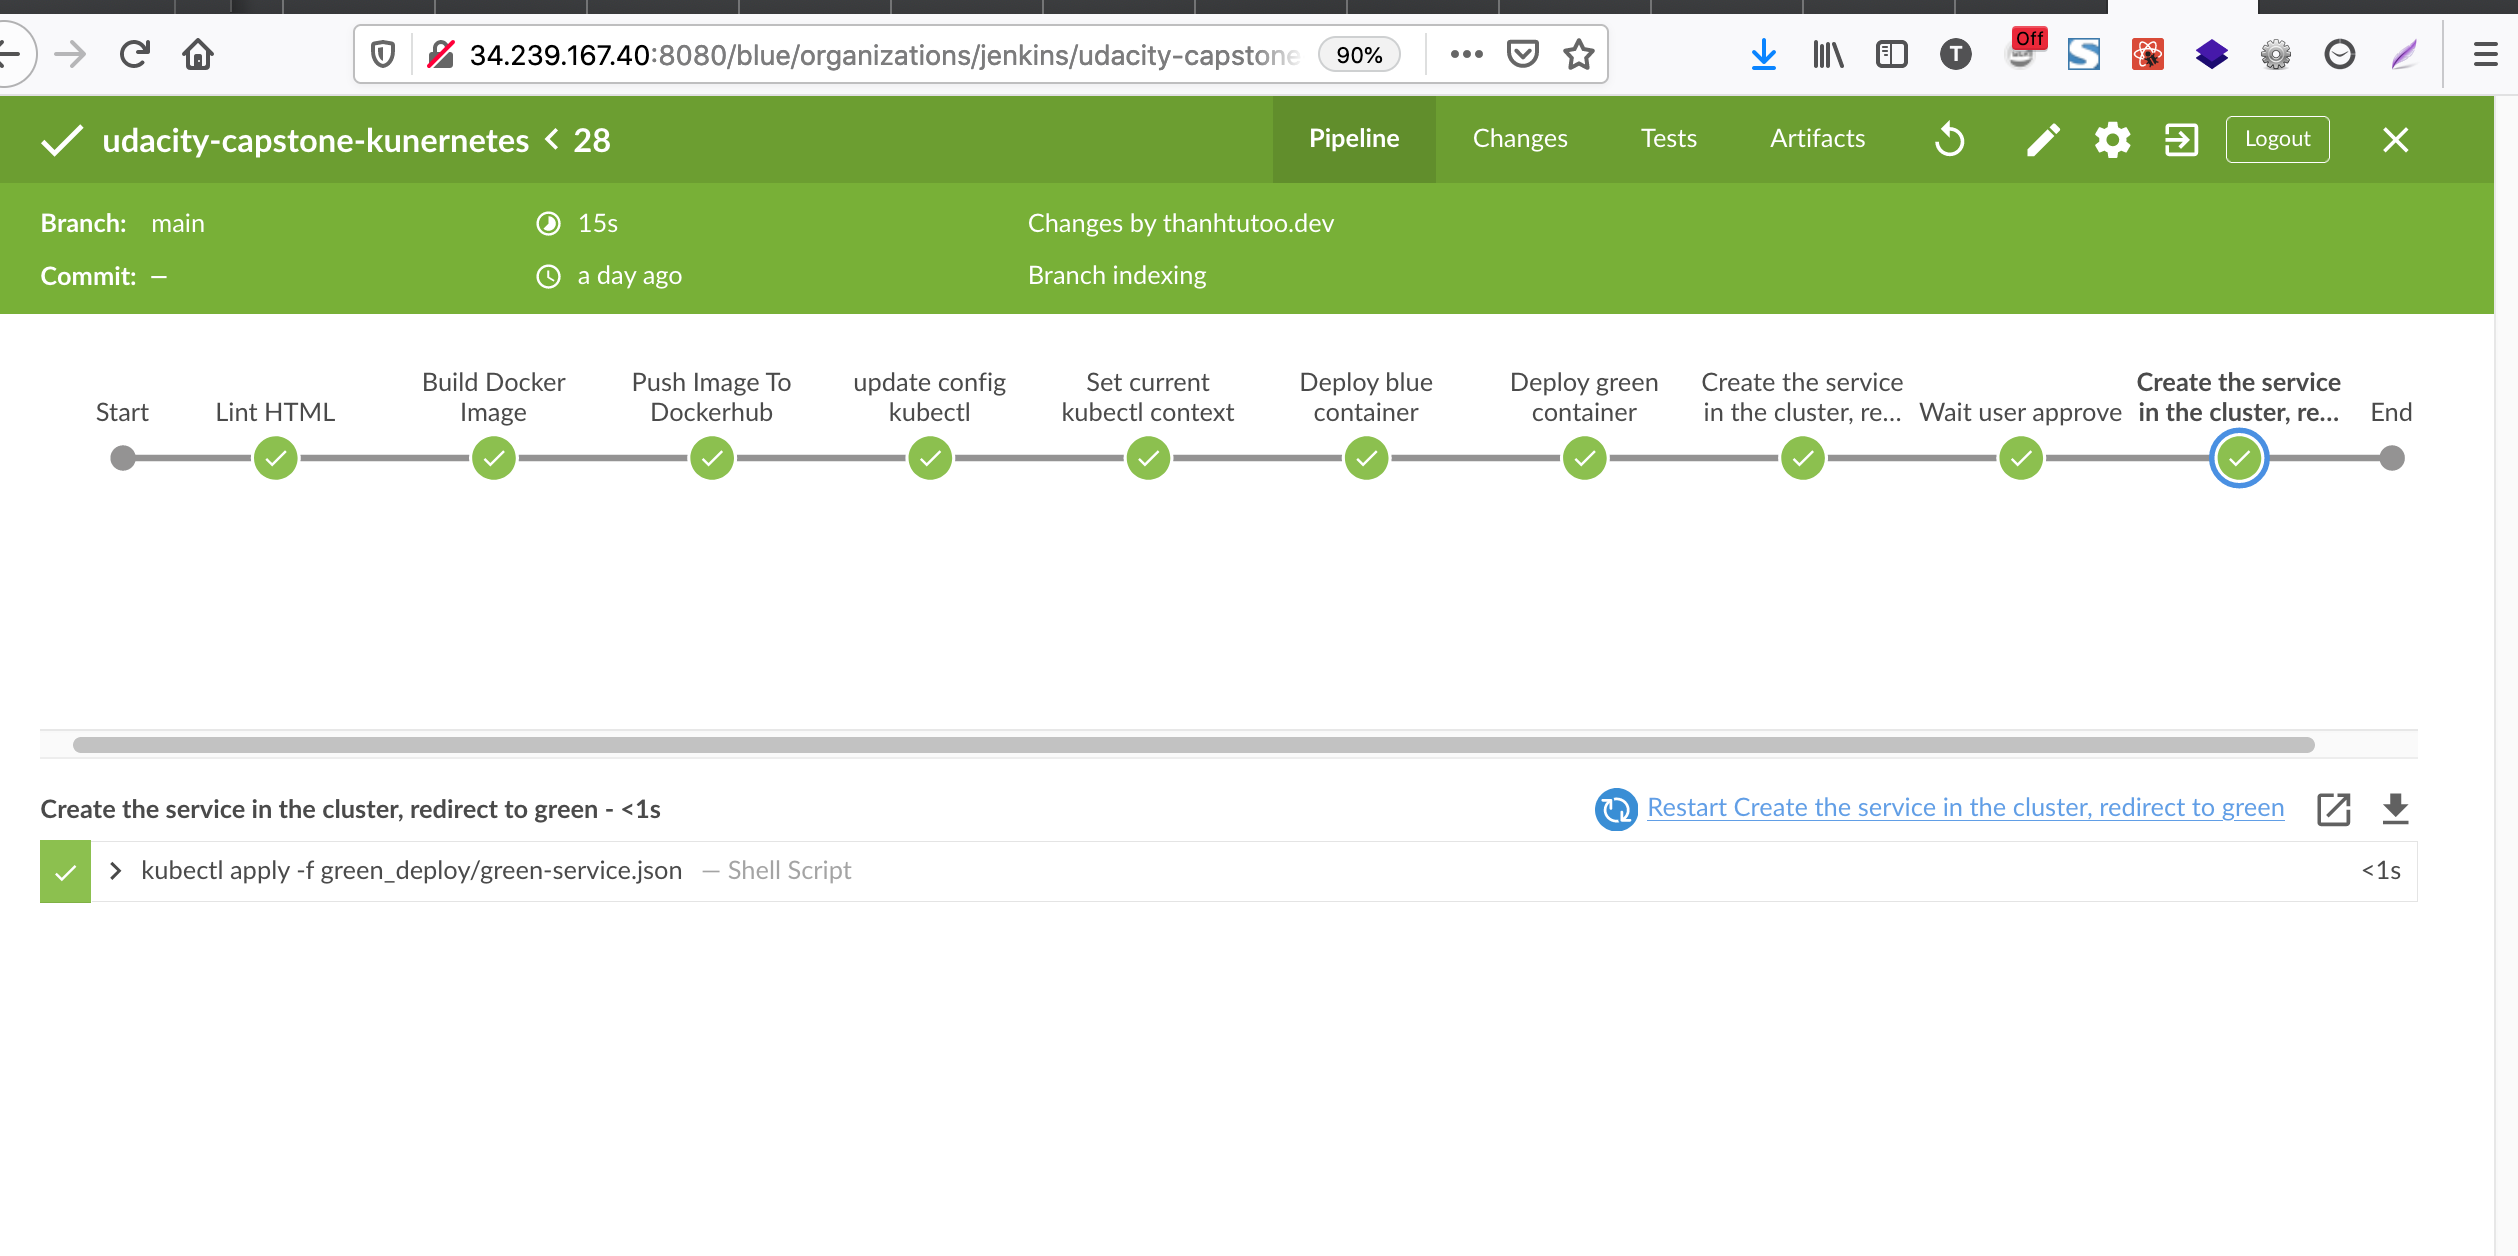 Off
34.239.167.40:8080/blue/organizations/jenkins/udacity-capstone
90%
T
S
udacity-capstone-kunernetes < 28
Pipeline
Changes
Tests
Artifacts
Logout
Branch: main
15s
Changes by thanhtutoo.dev
Commit: –
a day ago
Branch indexing
Start
Lint HTML
Build Docker
Image
Push Image To
Dockerhub
update config
kubectl
Set current
kubectl context
Deploy blue
container
Deploy green
container
Create the service
in the cluster, re...
Wait user approve
Create the service
in the cluster, re...
End
Create the service in the cluster, redirect to green - <1s
Restart Create the service in the cluster, redirect to green
kubectl apply -f green_deploy/green-service.json — Shell Script
<1s